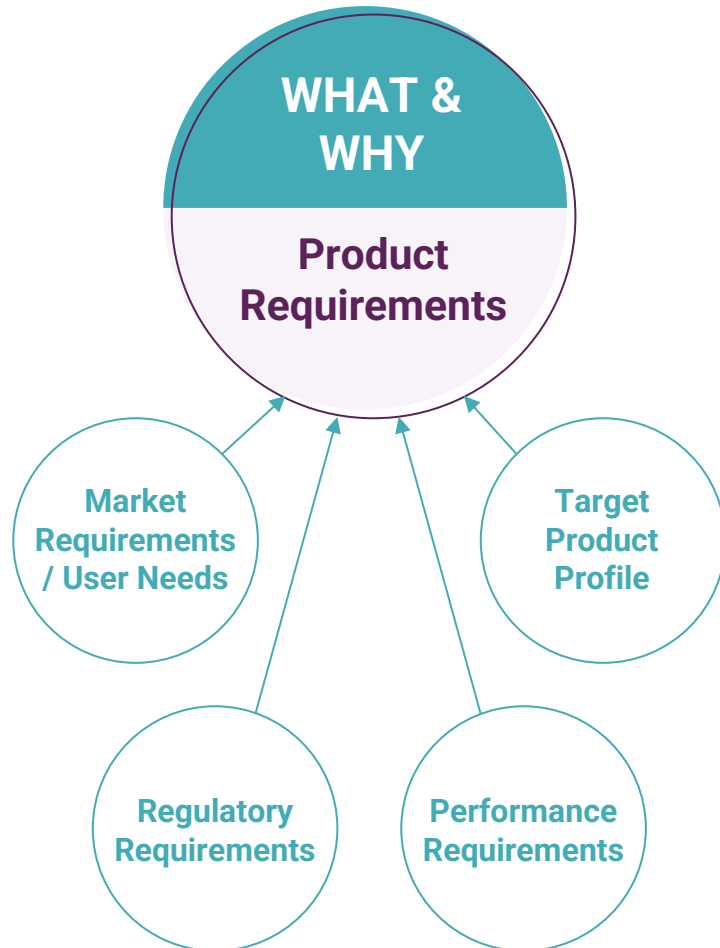 WHAT &
WHY
Product
Requirements
Market
Requirements
/ User Needs
Target
Product
Profile
Regulatory
Requirements
Performance
Requirements